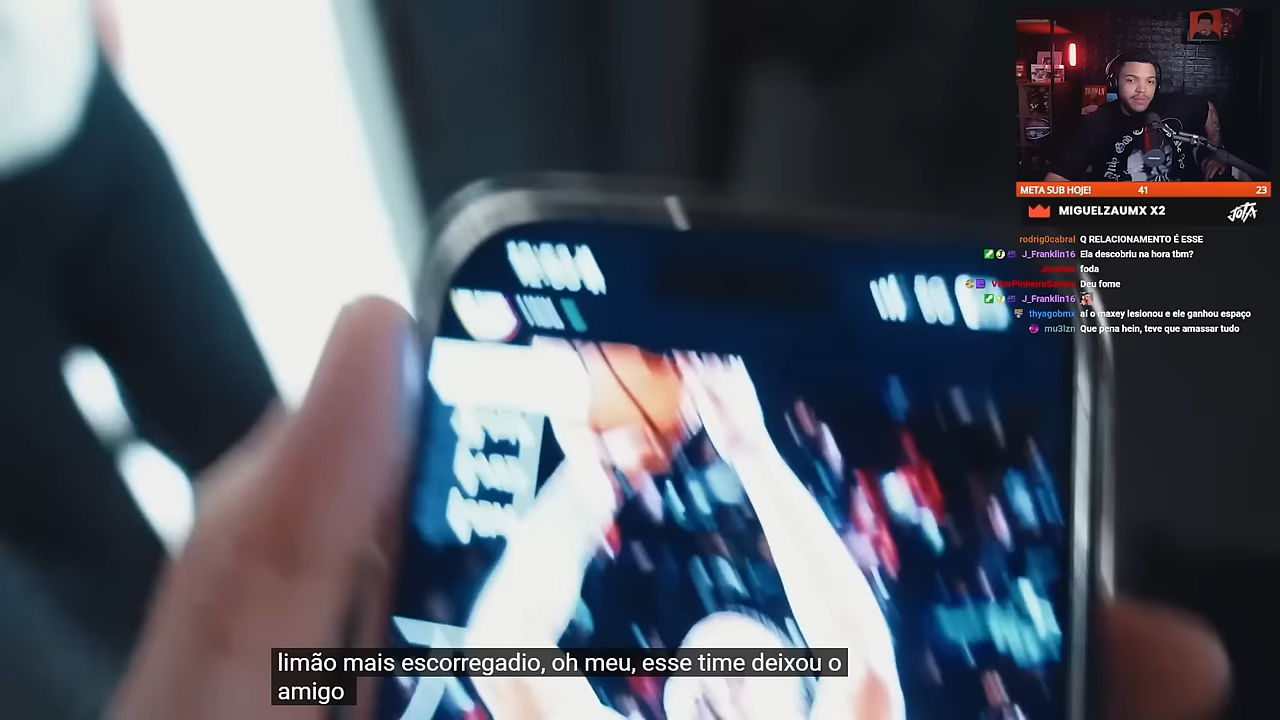 META SUB HOJE! 41 23
MIGUELZAUMX X2
JOTA
rodrig0cabral Q RELACIONAMENTO É ESSE
J_Franklin16 Ela descobriu na hora tbm?
foda
Deu fome
J_Franklin16
thyagobmx aí o maxey lesionou e ele ganhou espaço
mu3lzn Que pena hein, teve que amassar tudo
limão mais escorregadio, oh meu, esse time deixou o
amigo